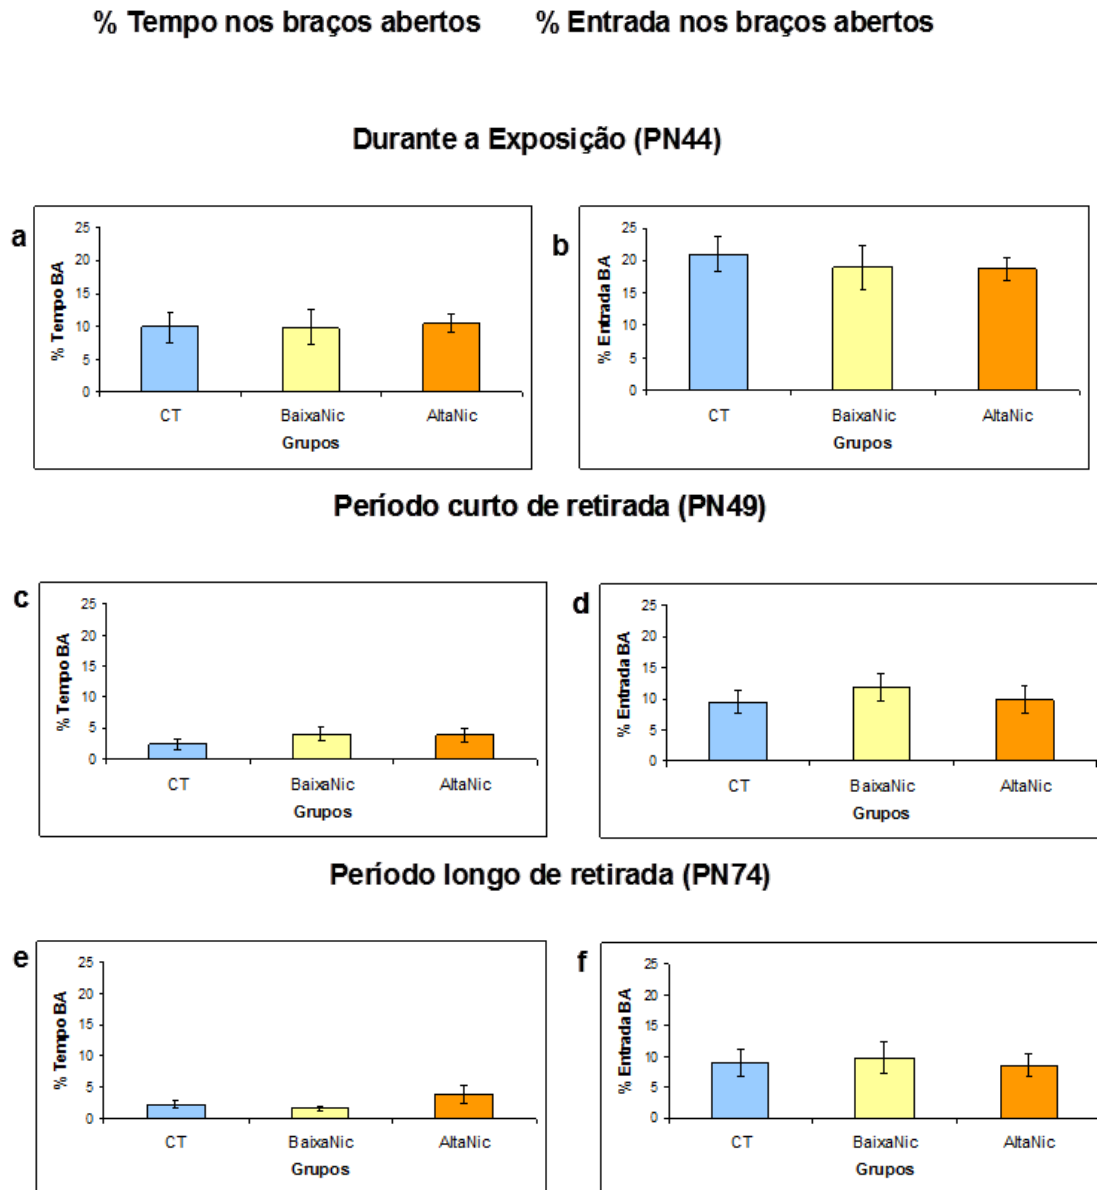 % Tempo nos braços abertos % Entrada nos braços abertos
Durante a Exposição (PN44)
a
% Tempo BA
25
20
15
10
5
0
CT BaixaNic AltaNic
Grupos
b
% Entrada BA
25
20
15
10
5
0
CT BaixaNic AltaNic
Grupos
Período curto de retirada (PN49)
c
% Tempo BA
25
20
15
10
5
0
CT BaixaNic AltaNic
Grupos
d
% Entrada BA
25
20
15
10
5
0
CT BaixaNic AltaNic
Grupos
Período longo de retirada (PN74)
e
% Tempo BA
25
20
15
10
5
0
CT BaixaNic AltaNic
Grupos
f
% Entrada BA
25
20
15
10
5
0
CT BaixaNic AltaNic
Grupos